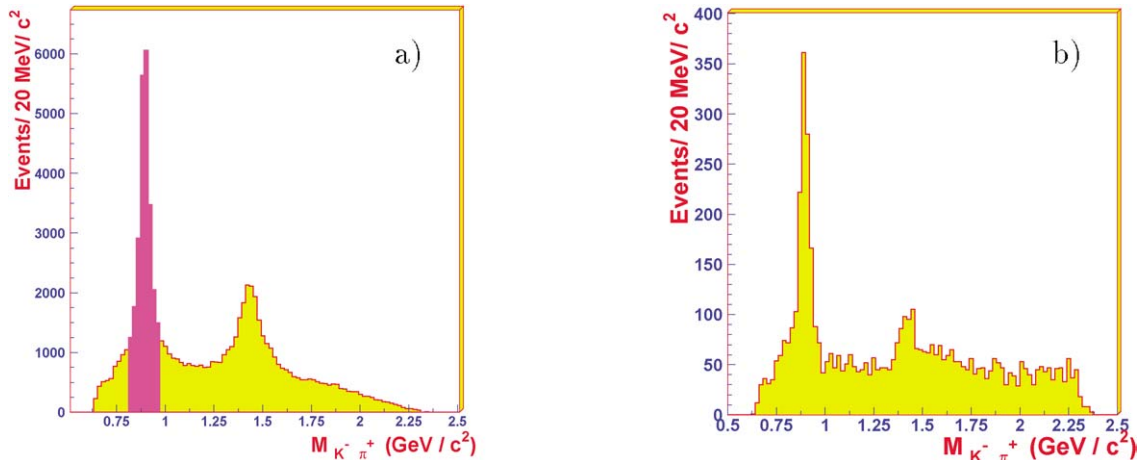 a)
Events/ 20 MeV/ c²
6000
5000
4000
3000
2000
1000
0
0.75 1 1.25 1.5 1.75 2 2.25 2.5
M K⁻ π⁺ (GeV / c²)
b)
Events/ 20 MeV/ c²
400
350
300
250
200
150
100
50
0
0.5 0.75 1 1.25 1.5 1.75 2 2.25 2.5
M K⁻ π⁺ (GeV / c²)